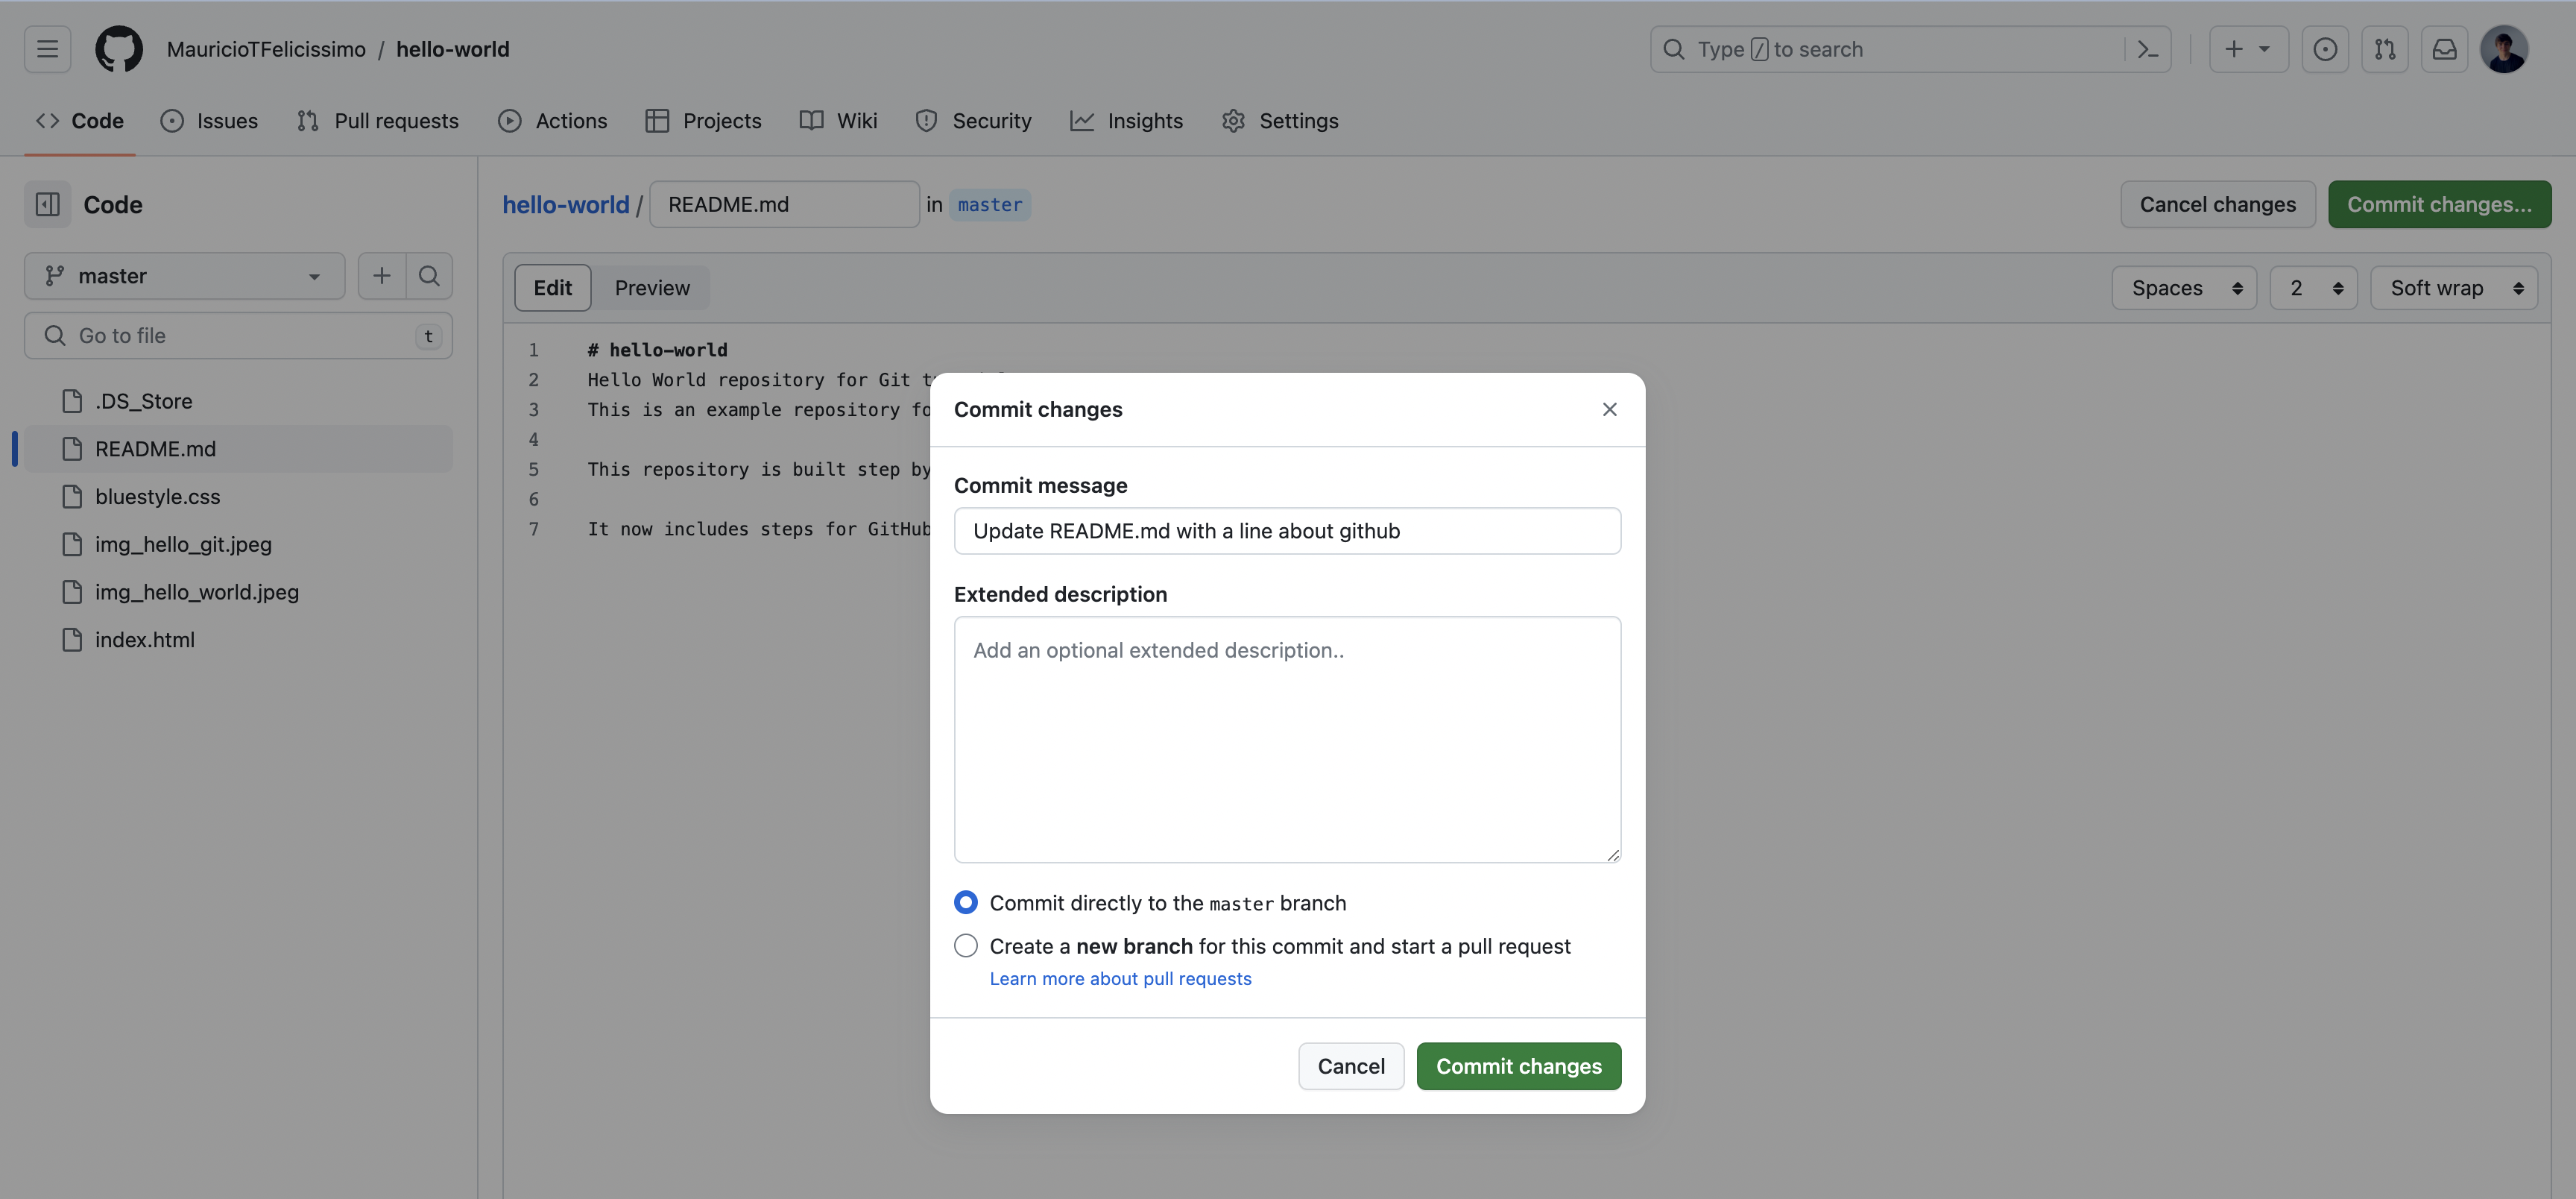 MauricioTFelicissimo / hello-world
Type / to search
Code Issues Pull requests Actions Projects Wiki Security Insights Settings
Code
master
Go to file t
.DS_Store
README.md
bluestyle.css
img_hello_git.jpeg
img_hello_world.jpeg
index.html
hello-world / README.md in master
Cancel changes Commit changes...
Edit Preview
Spaces 2 Soft wrap
1 # hello-world
2 Hello World repository for Git
3 This is an example repository
4
5 This repository is built step by
6
7 It now includes steps for GitHub
Commit changes
Commit message
Update README.md with a line about github
Extended description
Add an optional extended description..
Commit directly to the master branch
Create a new branch for this commit and start a pull request
Learn more about pull requests
Cancel Commit changes